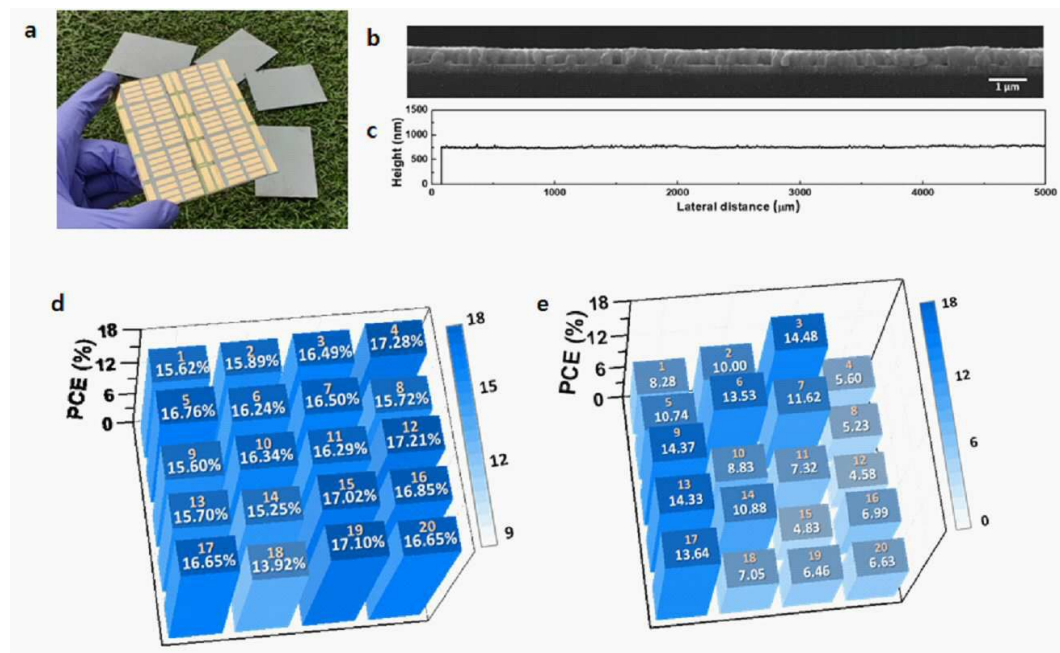 a
b
1 μm
c
1500
1000
500
0
Height (nm)
0 1000 2000 3000 4000 5000
Lateral distance (μm)
d
18
12
6
0
PCE (%)
1 2 3 4
15.62% 15.89% 16.49% 17.28%
5 6 7 8
16.76% 16.24% 16.50% 15.72%
9 10 11 12
15.60% 16.34% 16.29% 17.21%
13 14 15 16
15.70% 15.25% 17.02% 16.85%
17 18 19 20
16.65% 13.92% 17.10% 16.65%
18
15
12
9
e
18
12
6
0
PCE (%)
1 2 3 4
8.28 10.00 14.48 5.60
5 6 7 8
10.74 13.53 11.62 5.23
9 10 11 12
14.37 8.83 7.32 4.58
13 14 15 16
14.33 10.88 4.83 6.99
17 18 19 20
13.64 7.05 6.46 6.63
18
12
6
0